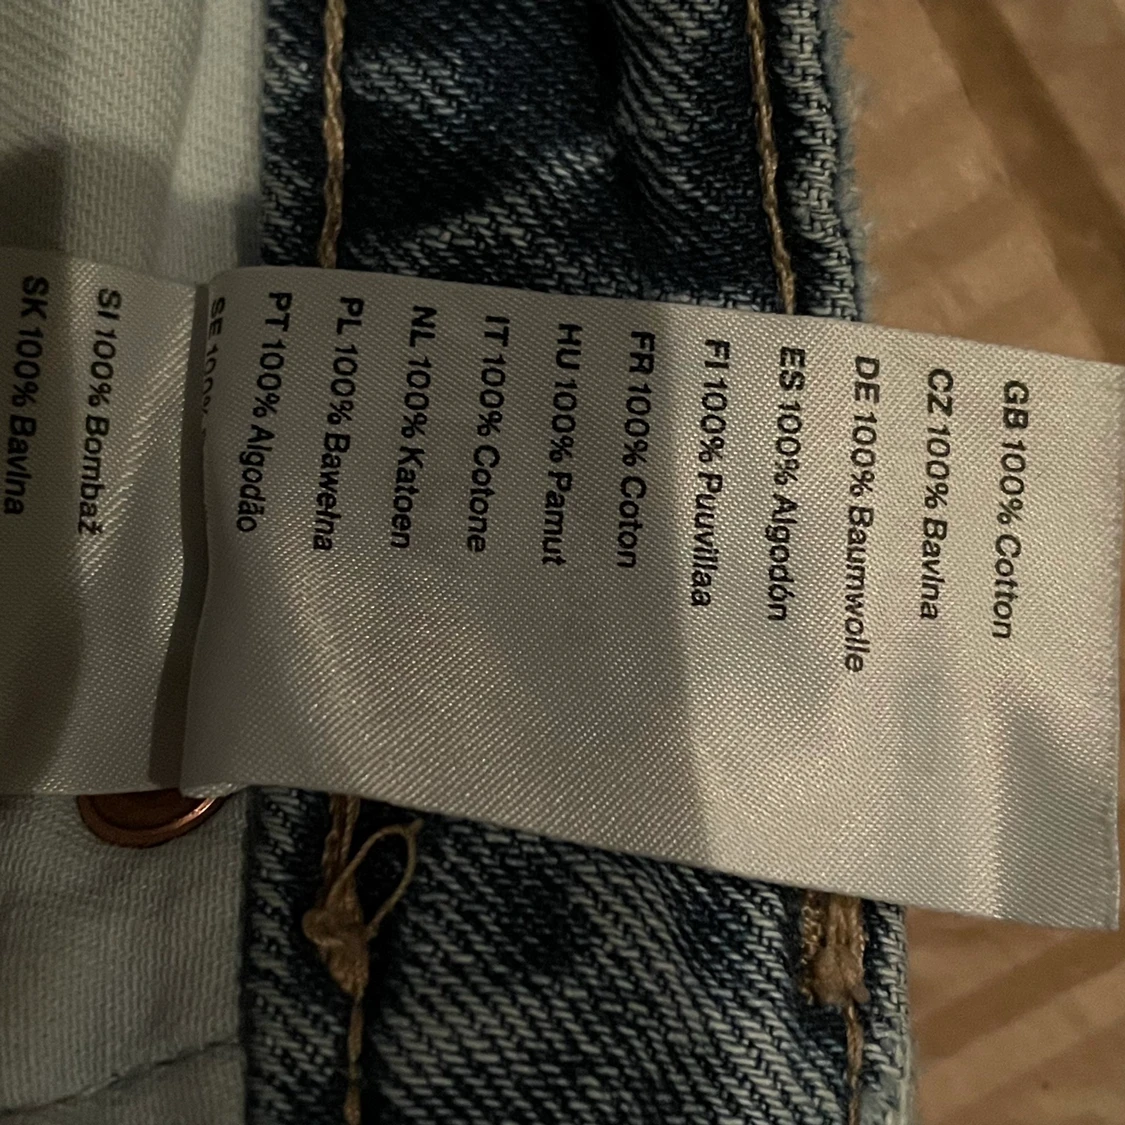 GB 100% Cotton
CZ 100% Bavlna
DE 100% Baumwolle
ES 100% Algodón
FI 100% Puuvillaa
FR 100% Coton
HU 100% Pamut
IT 100% Cotone
NL 100% Katoen
PL 100% Bawełna
PT 100% Algodão
SE 100%
SI 100% Bombaž
SK 100% Bavlna